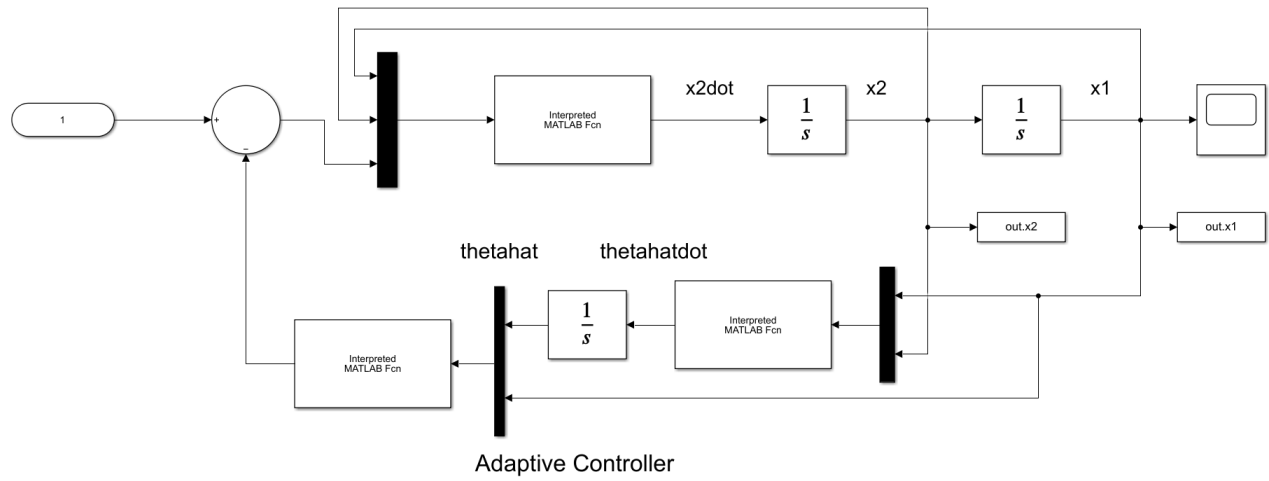 x2dot
x2
x1
1
+
−
Interpreted
MATLAB Fcn
1
s
1
s
out.x2
out.x1
thetahat
thetahatdot
1
s
Interpreted
MATLAB Fcn
Interpreted
MATLAB Fcn
Adaptive Controller